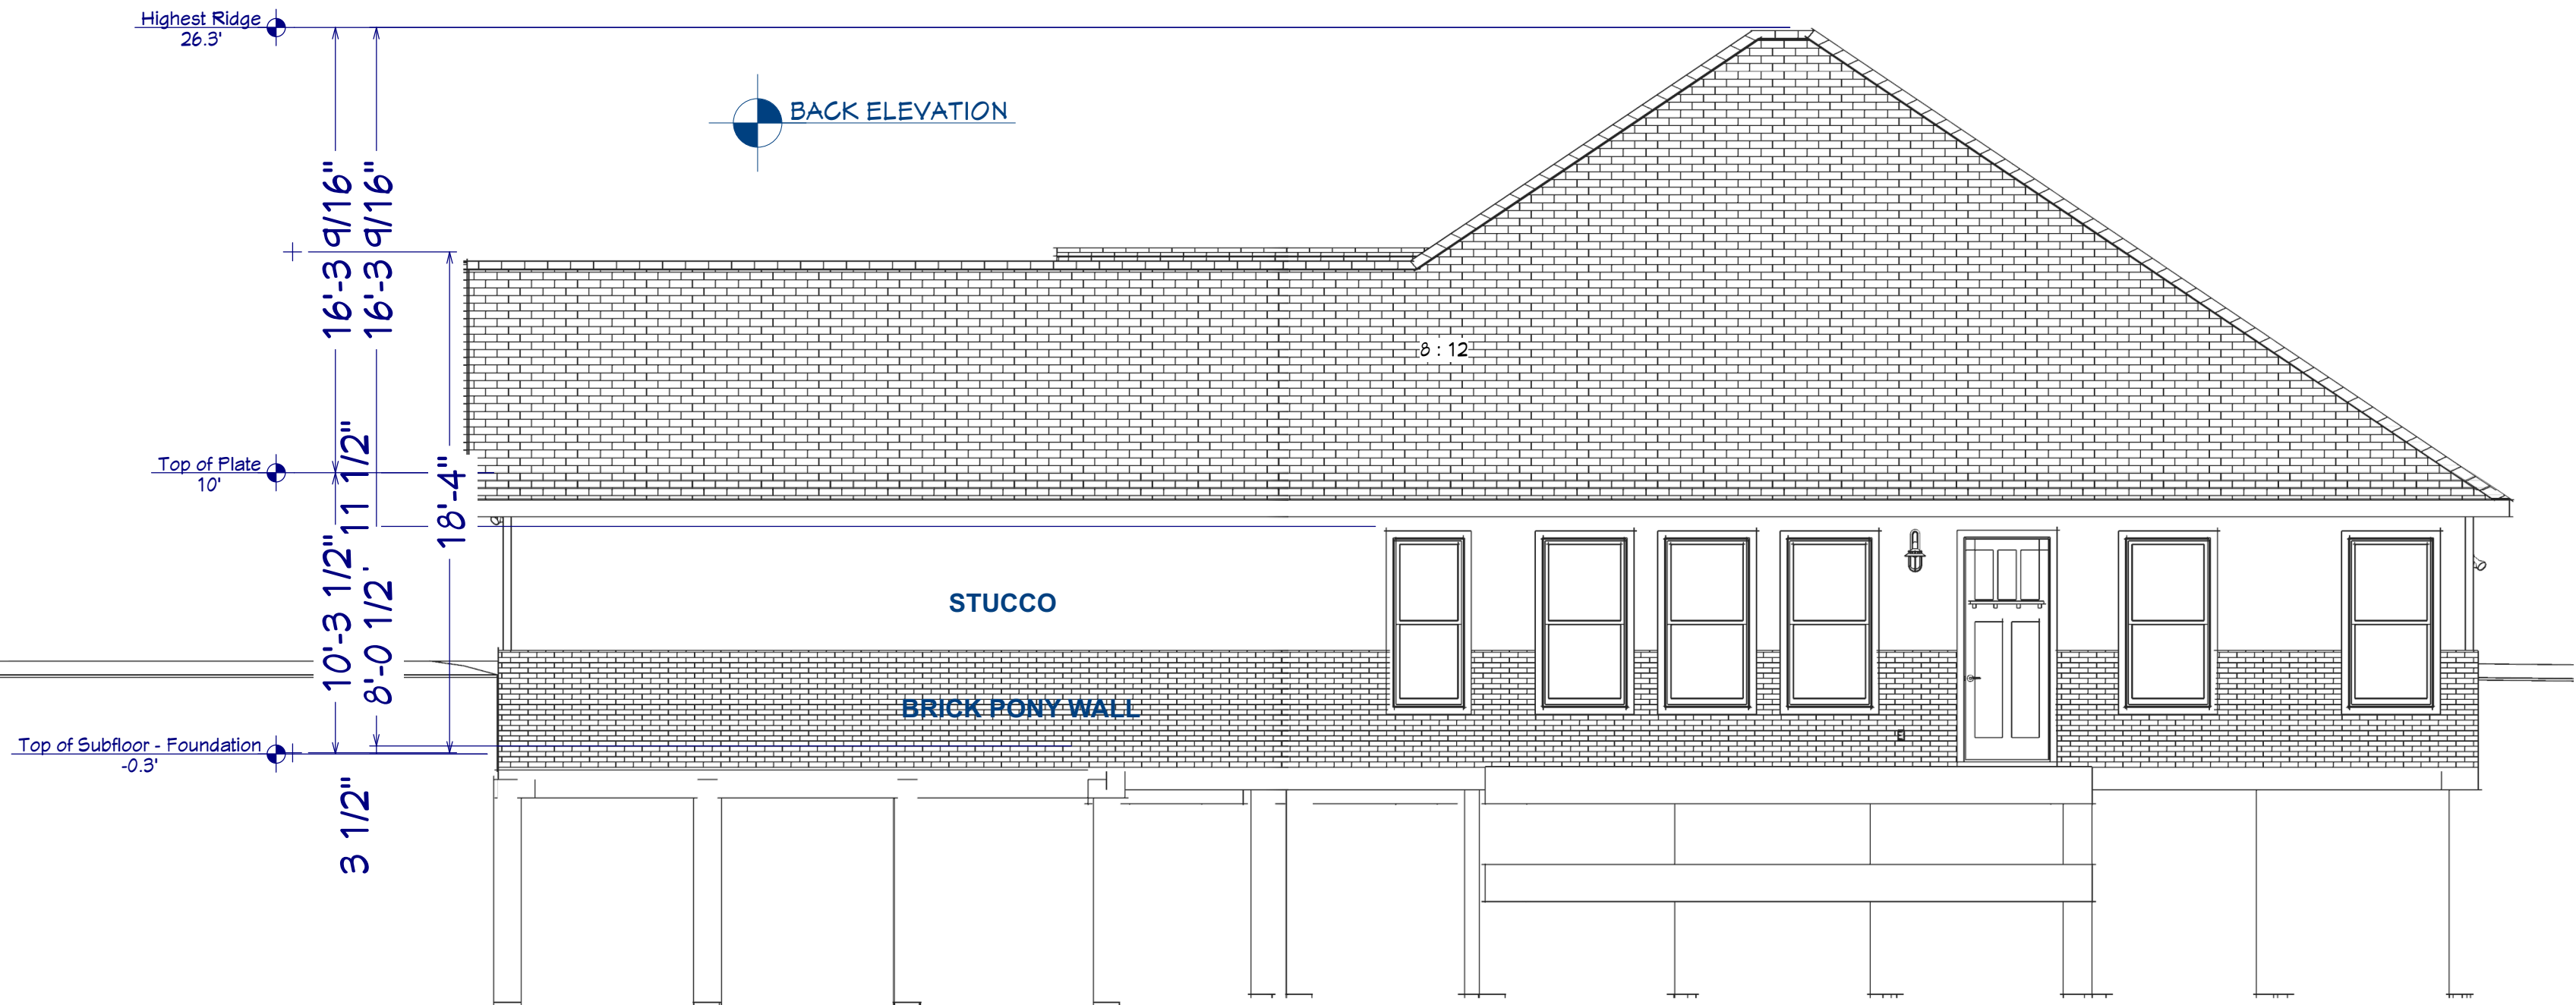 Highest Ridge
26.3'
BACK ELEVATION
16'-3 9/16"
16'-3 9/16"
8 : 12
Top of Plate
10'
11 1/2"
18'-4"
10'-3 1/2"
8'-0 1/2"
STUCCO
BRICK PONY WALL
Top of Subfloor - Foundation
-0.3'
3 1/2"